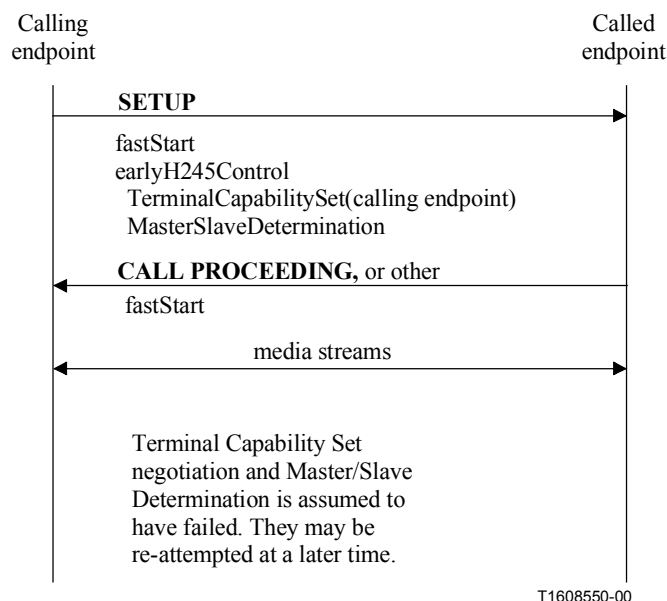 Calling
endpoint
Called
endpoint
SETUP
fastStart
earlyH245Control
TerminalCapabilitySet(calling endpoint)
MasterSlaveDetermination
CALL PROCEEDING, or other
fastStart
media streams
Terminal Capability Set
negotiation and Master/Slave
Determination is assumed to
have failed. They may be
re-attempted at a later time.
T1608550-00